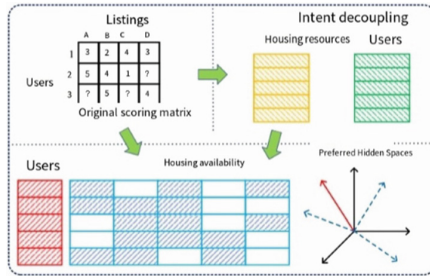 Listings
Intent decoupling
Housing resources Users
A B C D
1 3 2 4 3
Users 2 5 4 1 ?
3 ? 5 ? 4
Original scoring matrix
Users
Housing availability
Preferred Hidden Spaces